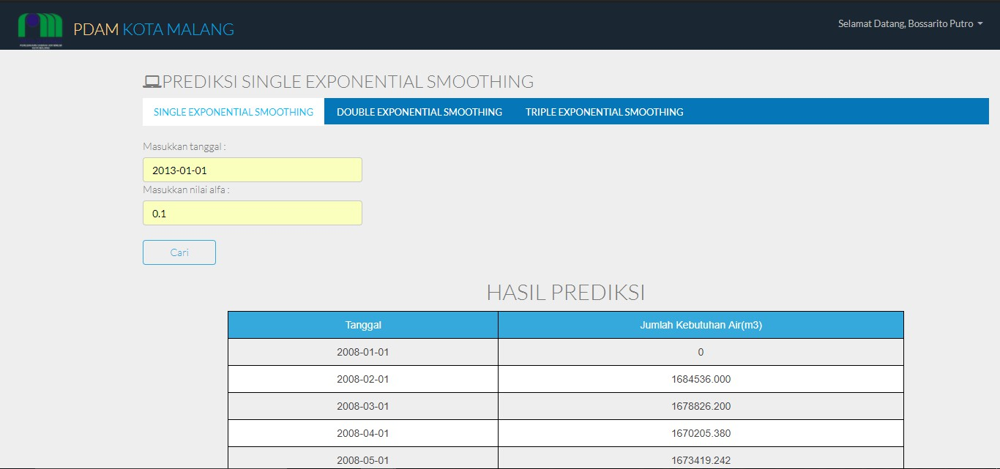 PDAM KOTA MALANG
Selamat Datang, Bossarito Putro
PREDIKSI SINGLE EXPONENTIAL SMOOTHING
SINGLE EXPONENTIAL SMOOTHING DOUBLE EXPONENTIAL SMOOTHING TRIPLE EXPONENTIAL SMOOTHING
Masukkan tanggal :
2013-01-01
Masukkan nilai alfa :
0.1
Cari
HASIL PREDIKSI
Tanggal Jumlah Kebutuhan Air(m3)
2008-01-01 0
2008-02-01 1684536.000
2008-03-01 1678826.200
2008-04-01 1670205.380
2008-05-01 1673419.242